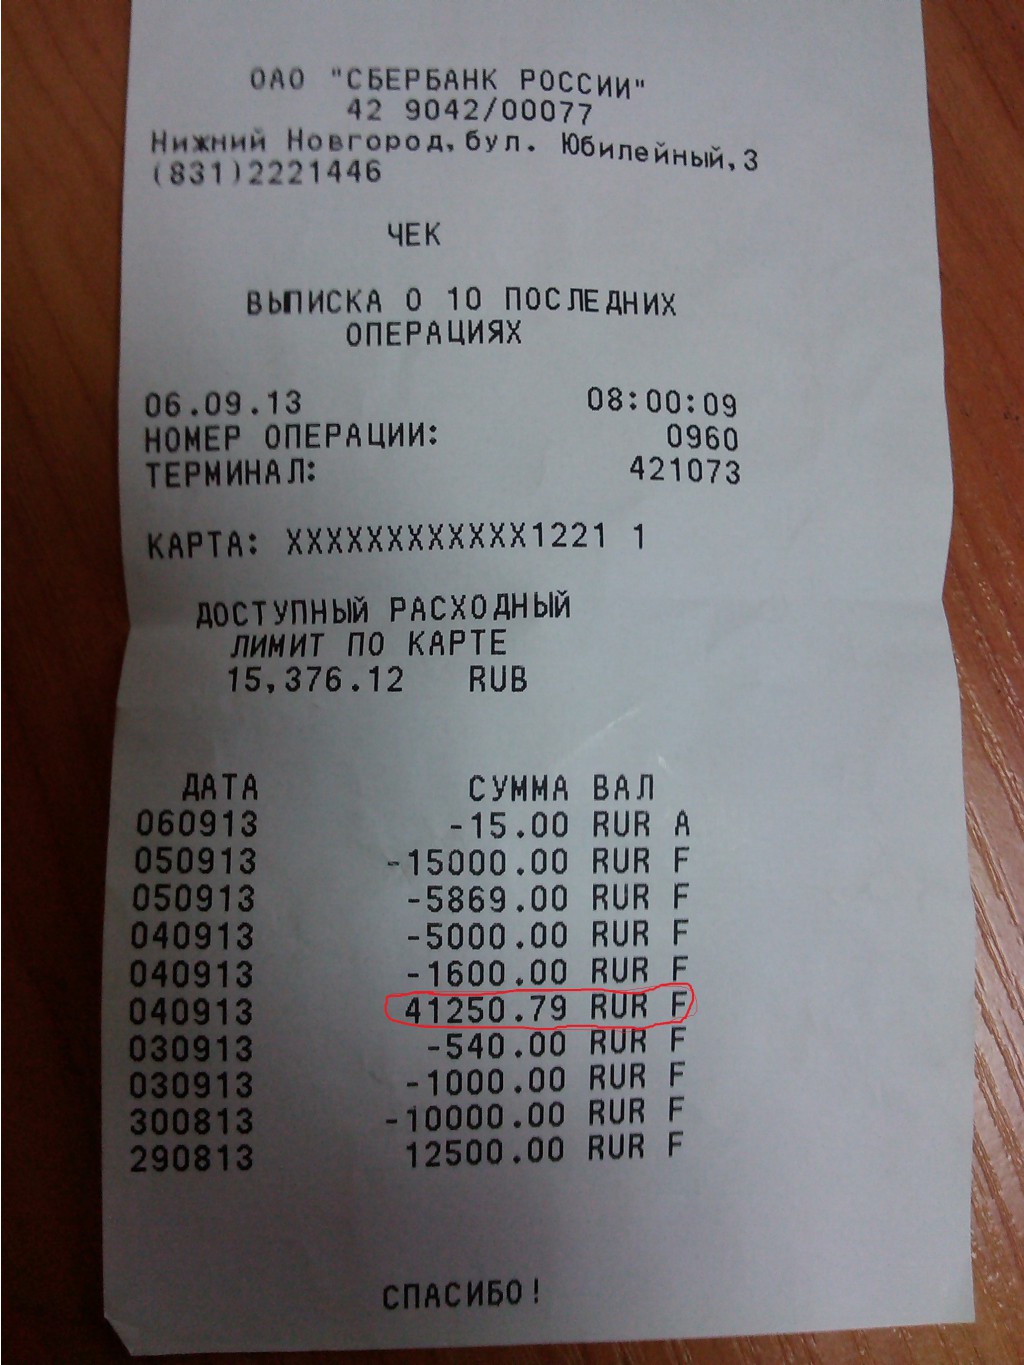 ОАО "СБЕРБАНК РОССИИ"
42 9042/00077
Нижний Новгород,бул. Юбилейный,3
(831)2221446
ЧЕК
ВЫПИСКА О 10 ПОСЛЕДНИХ
ОПЕРАЦИЯХ
06.09.13 08:00:09
НОМЕР ОПЕРАЦИИ: 0960
ТЕРМИНАЛ: 421073
КАРТА: XXXXXXXXXXXX1221 1
ДОСТУПНЫЙ РАСХОДНЫЙ
ЛИМИТ ПО КАРТЕ
15,376.12 RUB
ДАТА СУММА ВАЛ
060913 -15.00 RUR A
050913 -15000.00 RUR F
050913 -5869.00 RUR F
040913 -5000.00 RUR F
040913 -1600.00 RUR F
040913 41250.79 RUR F
030913 -540.00 RUR F
030913 -1000.00 RUR F
300813 -10000.00 RUR F
290813 12500.00 RUR F
СПАСИБО!